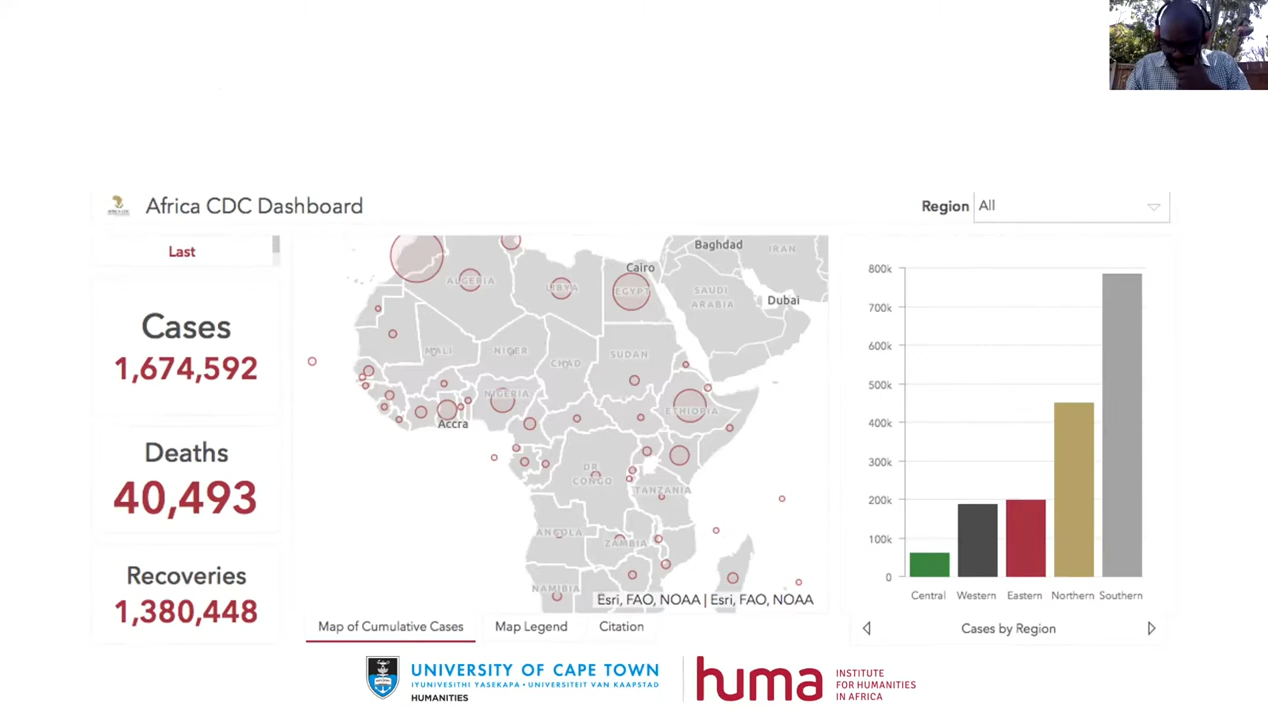 Africa CDC Dashboard
Region
All
Last
Cases
1,674,592
Deaths
40,493
Recoveries
1,380,448
Baghdad
IRAN
Cairo
ALGERIA
LIBYA
EGYPT
SAUDI
ARABIA
Dubai
MALI
NIGER
CHAD
SUDAN
NIGERIA
ETHIOPIA
Accra
DR
CONGO
TANZANIA
ANGOLA
ZAMBIA
NAMIBIA
Esri, FAO, NOAA | Esri, FAO, NOAA
Map of Cumulative Cases
Map Legend
Citation
800k
700k
600k
500k
400k
300k
200k
100k
0
Central
Western
Eastern
Northern
Southern
Cases by Region
UNIVERSITY OF CAPE TOWN
IYUNIVESITHI YASEKAPA • UNIVERSITEIT VAN KAAPSTAD
HUMANITIES
huma
INSTITUTE
FOR HUMANITIES
IN AFRICA